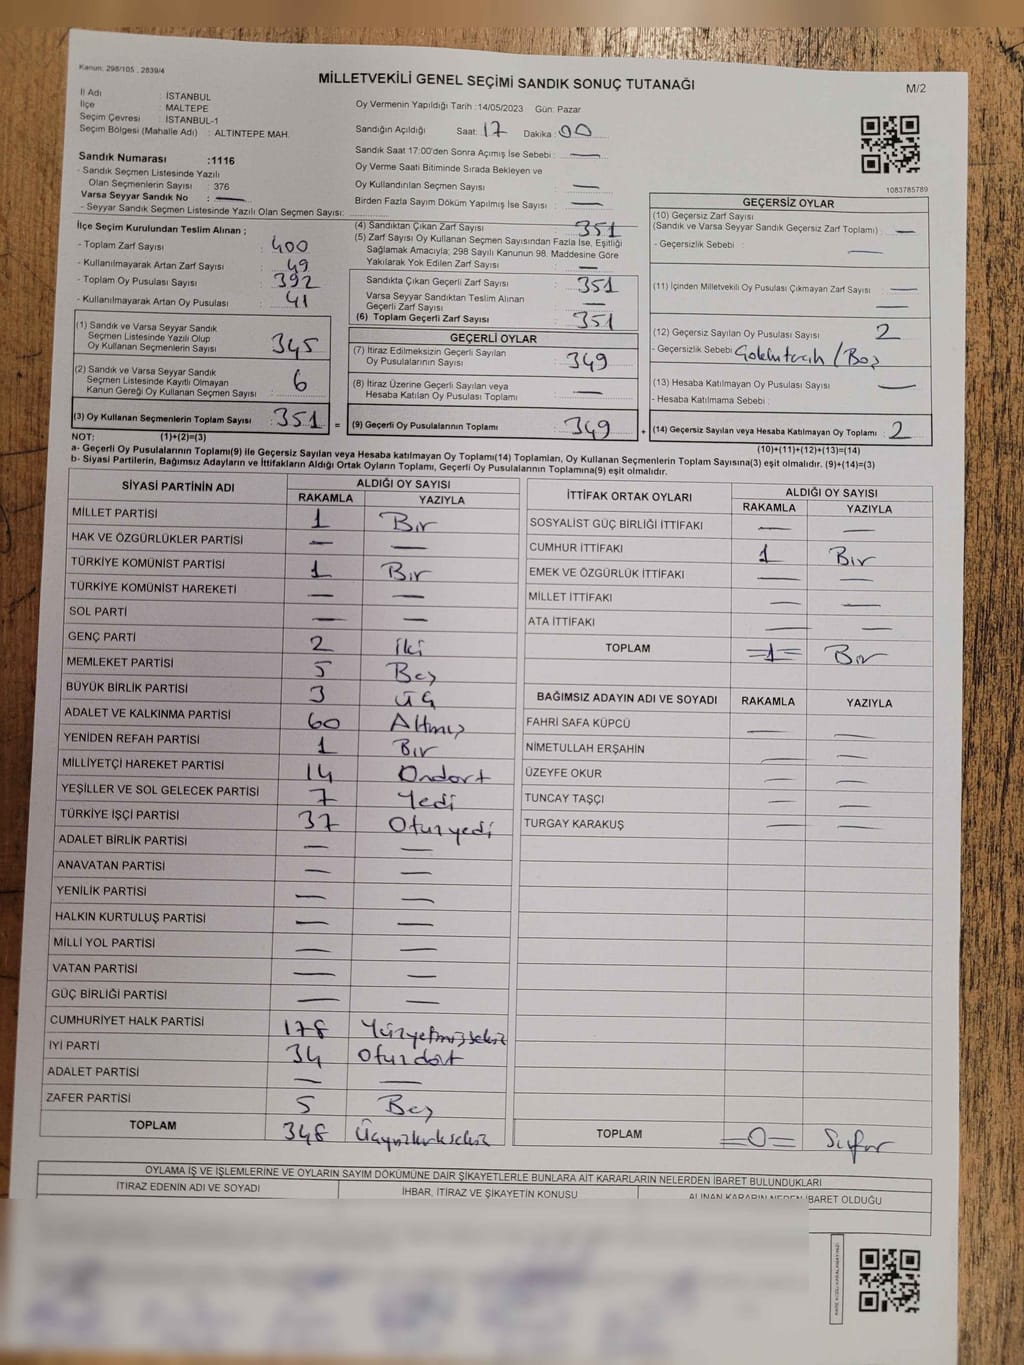 Kanun: 298/105 , 2839/4
MİLLETVEKİLİ GENEL SEÇİMİ SANDIK SONUÇ TUTANAĞI
M/2
İl Adı : İSTANBUL
İlçe : MALTEPE
Seçim Çevresi : İSTANBUL-1
Seçim Bölgesi (Mahalle Adı) : ALTINTEPE MAH.
Oy Vermenin Yapıldığı Tarih :14/05/2023 Gün: Pazar
Sandığın Açıldığı Saat: 17 Dakika : 00
Sandık Saat 17:00'den Sonra Açımış İse Sebebi : —
Oy Verme Saati Bitiminde Sırada Bekleyen ve
Oy Kullandırılan Seçmen Sayısı : —
Birden Fazla Sayım Döküm Yapılmış İse Sayısı : —
1083785789
Sandık Numarası :1116
- Sandık Seçmen Listesinde Yazılı
Olan Seçmenlerin Sayısı : 376
Varsa Seyyar Sandık No : —
- Seyyar Sandık Seçmen Listesinde Yazılı Olan Seçmen Sayısı:
İlçe Seçim Kurulundan Teslim Alınan ;
- Toplam Zarf Sayısı : 400
- Kullanılmayarak Artan Zarf Sayısı : 49
- Toplam Oy Pusulası Sayısı : 392
- Kullanılmayarak Artan Oy Pusulası : 41
(1) Sandık ve Varsa Seyyar Sandık
Seçmen Listesinde Yazılı Olup
Oy Kullanan Seçmenlerin Sayısı : 345
(2) Sandık ve Varsa Seyyar Sandık
Seçmen Listesinde Kayıtlı Olmayan
Kanun Gereği Oy Kullanan Seçmen Sayısı : 6
(3) Oy Kullanan Seçmenlerin Toplam Sayısı : 351 =
(4) Sandıktan Çıkan Zarf Sayısı : 351
(5) Zarf Sayısı Oy Kullanan Seçmen Sayısından Fazla İse, Eşitliği
Sağlamak Amacıyla; 298 Sayılı Kanunun 98. Maddesine Göre
Yakılarak Yok Edilen Zarf Sayısı : —
Sandıkta Çıkan Geçerli Zarf Sayısı : 351
Varsa Seyyar Sandıktan Teslim Alınan
Geçerli Zarf Sayısı : —
(6) Toplam Geçerli Zarf Sayısı : 351
GEÇERLİ OYLAR
(7) İtiraz Edilmeksizin Geçerli Sayılan
Oy Pusulalarının Sayısı : 349
(8) İtiraz Üzerine Geçerli Sayılan veya
Hesaba Katılan Oy Pusulası Toplamı : —
(9) Geçerli Oy Pusulalarının Toplamı : 349 +
GEÇERSİZ OYLAR
(10) Geçersiz Zarf Sayısı
(Sandık ve Varsa Seyyar Sandık Geçersiz Zarf Toplamı) : —
- Geçersizlik Sebebi : —
(11) İçinden Milletvekili Oy Pusulası Çıkmayan Zarf Sayısı : —
(12) Geçersiz Sayılan Oy Pusulası Sayısı : 2
- Geçersizlik Sebebi : /Boş
(13) Hesaba Katılmayan Oy Pusulası Sayısı : —
- Hesaba Katılmama Sebebi :
(14) Geçersiz Sayılan veya Hesaba Katılmayan Oy Toplamı : 2
NOT: (1)+(2)=(3)
(10)+(11)+(12)+(13)=(14)
a- Geçerli Oy Pusulalarının Toplamı(9) ile Geçersiz Sayılan veya Hesaba katılmayan Oy Toplamı(14) Toplamları, Oy Kullanan Seçmenlerin Toplam Sayısına(3) eşit olmalıdır. (9)+(14)=(3)
b- Siyasi Partilerin, Bağımsız Adayların ve İttifakların Aldığı Ortak Oyların Toplamı, Geçerli Oy Pusulalarının Toplamına(9) eşit olmalıdır.
SİYASİ PARTİNİN ADI ALDIĞI OY SAYISI
RAKAMLA YAZIYLA
MİLLET PARTİSİ 1 Bir
HAK VE ÖZGÜRLÜKLER PARTİSİ — —
TÜRKİYE KOMÜNİST PARTİSİ 1 Bir
TÜRKİYE KOMÜNİST HAREKETİ — —
SOL PARTİ — —
GENÇ PARTİ 2 iki
MEMLEKET PARTİSİ 5 Beş
BÜYÜK BİRLİK PARTİSİ 3 üç
ADALET VE KALKINMA PARTİSİ 60 Altmış
YENİDEN REFAH PARTİSİ 1 Bir
MİLLİYETÇİ HAREKET PARTİSİ 14 Ondört
YEŞİLLER VE SOL GELECEK PARTİSİ 7 Yedi
TÜRKİYE İŞÇİ PARTİSİ 37 Otuzyedi
ADALET BİRLİK PARTİSİ — —
ANAVATAN PARTİSİ — —
YENİLİK PARTİSİ — —
HALKIN KURTULUŞ PARTİSİ — —
MİLLİ YOL PARTİSİ — —
VATAN PARTİSİ — —
GÜÇ BİRLİĞİ PARTİSİ — —
CUMHURİYET HALK PARTİSİ 178 Yüzyetmişsekiz
İYİ PARTİ 34 Otuzdört
ADALET PARTİSİ — —
ZAFER PARTİSİ 5 Beş
TOPLAM 348 Üçyüzkırksekiz
İTTİFAK ORTAK OYLARI ALDIĞI OY SAYISI
RAKAMLA YAZIYLA
SOSYALİST GÜÇ BİRLİĞİ İTTİFAKI — —
CUMHUR İTTİFAKI 1 Bir
EMEK VE ÖZGÜRLÜK İTTİFAKI — —
MİLLET İTTİFAKI — —
ATA İTTİFAKI — —
TOPLAM =1= Bir
BAĞIMSIZ ADAYIN ADI VE SOYADI RAKAMLA YAZIYLA
FAHRİ SAFA KÜPCÜ — —
NİMETULLAH ERŞAHİN — —
ÜZEYFE OKUR — —
TUNCAY TAŞÇI — —
TURGAY KARAKUŞ — —
TOPLAM =0= Sıfır
OYLAMA İŞ VE İŞLEMLERİNE VE OYLARIN SAYIM DÖKÜMÜNE DAİR ŞİKAYETLERLE BUNLARA AİT KARARLARIN NELERDEN İBARET BULUNDUKLARI
İTİRAZ EDENİN ADI VE SOYADI İHBAR, İTİRAZ VE ŞİKAYETİN KONUSU ALINAN KARARIN NEDEN İBARET OLDUĞU